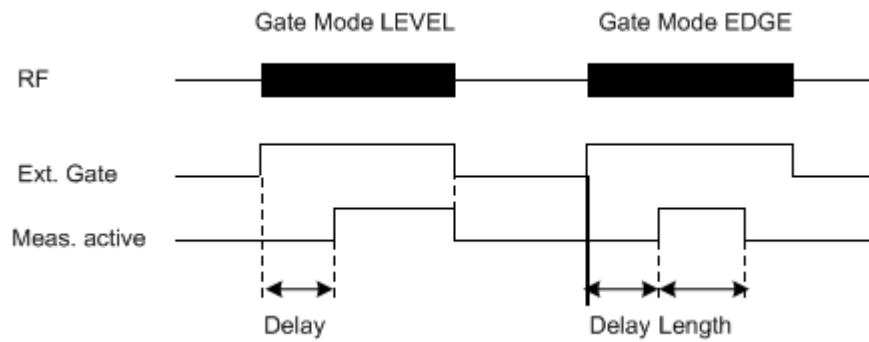 Gate Mode LEVEL Gate Mode EDGE
RF
Ext. Gate
Meas. active
Delay Delay Length